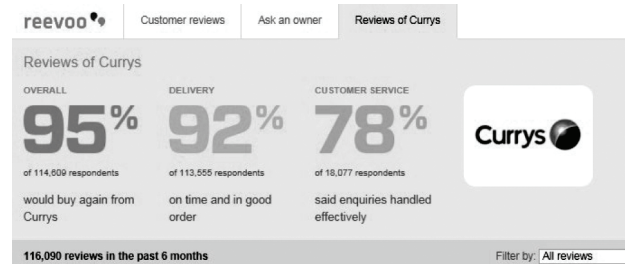 reevoo
Customer reviews
Ask an owner
Reviews of Currys
Reviews of Currys
OVERALL
95%
of 114,609 respondents
would buy again from
Currys
DELIVERY
92%
of 113,555 respondents
on time and in good
order
CUSTOMER SERVICE
78%
of 18,077 respondents
said enquiries handled
effectively
Currys
116,090 reviews in the past 6 months
Filter by: All reviews